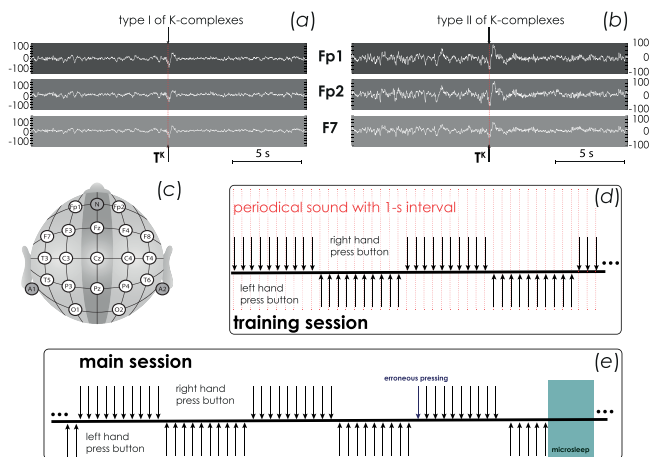 type I of K-complexes
(a)
type II of K-complexes
(b)
100
0
-100
Fp1
100
0
-100
100
0
-100
Fp2
100
0
-100
100
0
-100
F7
100
0
-100
Tᴷ
5 s
Tᴷ
5 s
(c)
Fp1 N Fp2
F7 F3 Fz F4 F8
T3 C3 Cz C4 T4
T5 P3 Pz P4 T6
A1 A2
O1 O2
(d)
periodical sound with 1-s interval
right hand
press button
left hand
press button
training session
main session
(e)
right hand
press button
erroneous pressing
left hand
press button
microsleep